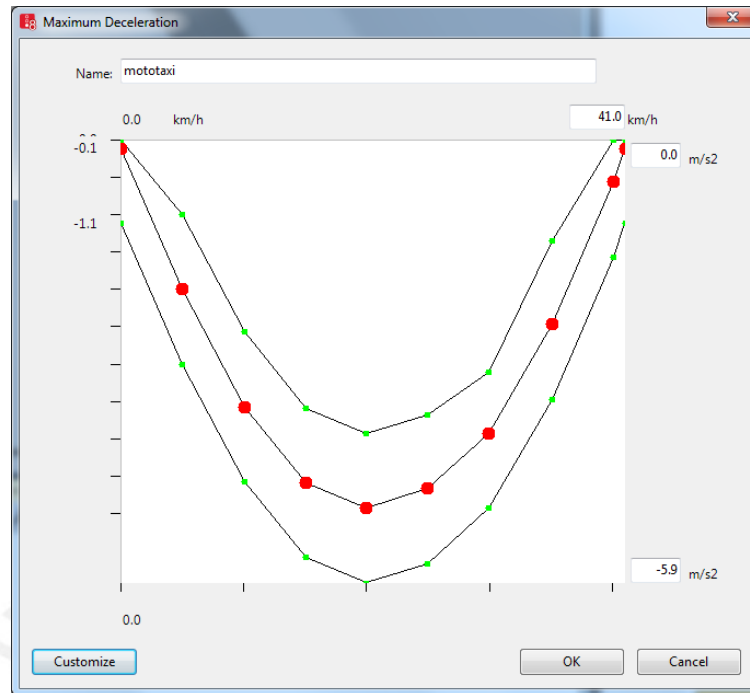 Maximum Deceleration
Name: mototaxi
0.0 km/h 41.0 km/h
-0.1 0.0 m/s2
-1.1
-5.9 m/s2
0.0
Customize OK Cancel